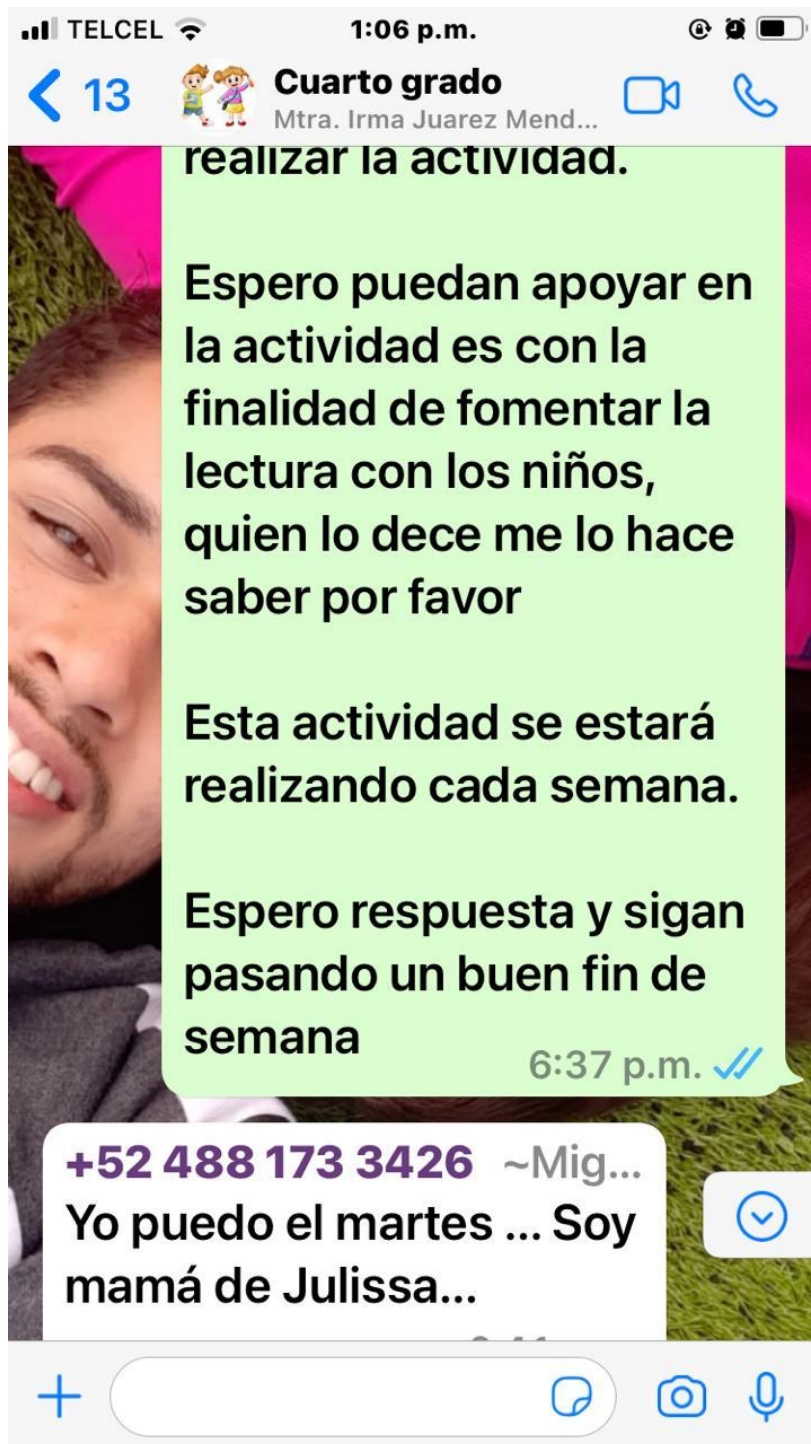 TELCEL 1:06 p.m.
13 Cuarto grado
Mtra. Irma Juarez Mend...
realizar la actividad.
Espero puedan apoyar en
la actividad es con la
finalidad de fomentar la
lectura con los niños,
quien lo dece me lo hace
saber por favor
Esta actividad se estará
realizando cada semana.
Espero respuesta y sigan
pasando un buen fin de
semana
6:37 p.m.
+52 488 173 3426 ~Mig...
Yo puedo el martes ... Soy
mamá de Julissa...